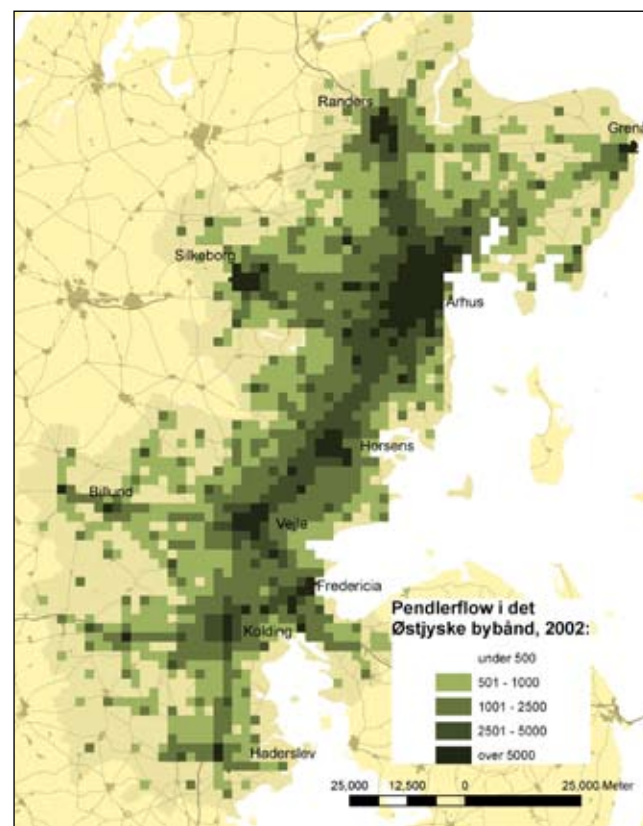 Randers
Grenå
Silkeborg
Århus
Horsens
Billund
Vejle
Fredericia
Kolding
Haderslev
Pendlerflow i det
Østjyske bybånd, 2002:
under 500
501 - 1000
1001 - 2500
2501 - 5000
over 5000
25,000 12,500 0 25,000 Meter